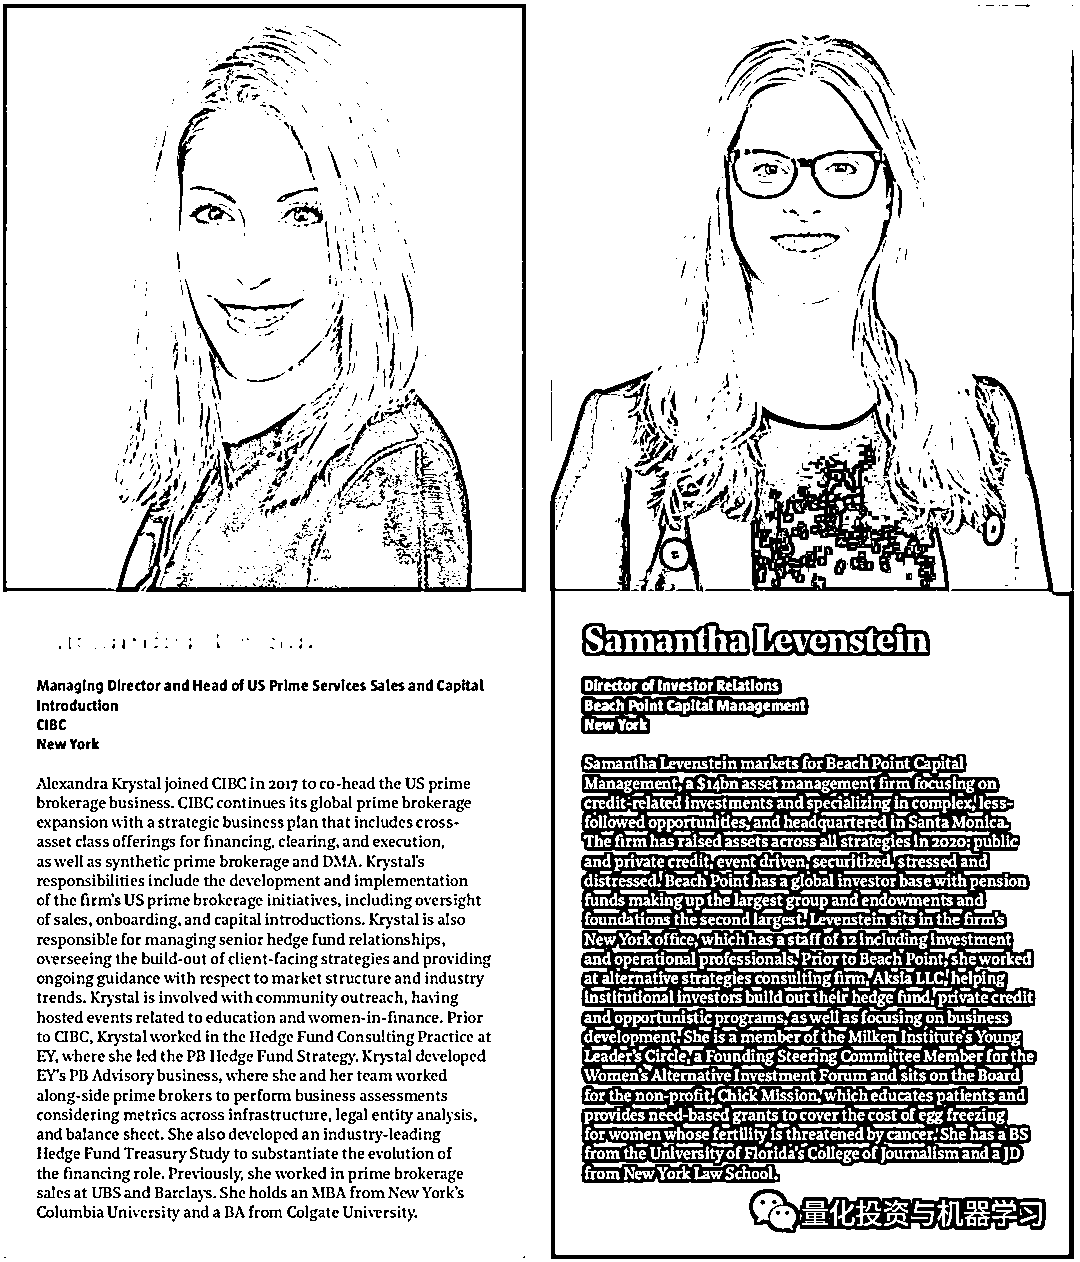 Managing Director and Head of US Prime Services Sales and Capital
Introduction
CIBC
New York
Alexandra Krystal joined CIBC in 2017 to co-head the US prime
brokerage business. CIBC continues its global prime brokerage
expansion with a strategic business plan that includes cross-
asset class offerings for financing, clearing, and execution,
as well as synthetic prime brokerage and DMA. Krystal's
responsibilities include the development and implementation
of the firm's US prime brokerage initiatives, including oversight
of sales, onboarding, and capital introductions. Krystal is also
responsible for managing senior hedge fund relationships,
overseeing the build-out of client-facing strategies and providing
ongoing guidance with respect to market structure and industry
trends. Krystal is involved with community outreach, having
hosted events related to education and women-in-finance. Prior
to CIBC, Krystal worked in the Hedge Fund Consulting Practice at
EY, where she led the PB Hedge Fund Strategy. Krystal developed
EY's PB Advisory business, where she and her team worked
along-side prime brokers to perform business assessments
considering metrics across infrastructure, legal entity analysis,
and balance sheet. She also developed an industry-leading
Hedge Fund Treasury Study to substantiate the evolution of
the financing role. Previously, she worked in prime brokerage
sales at UBS and Barclays. She holds an MBA from New York's
Columbia University and a BA from Colgate University.
Samantha Levenstein
Director of Investor Relations
Beach Point Capital Management
New York
Samantha Levenstein markets for Beach Point Capital
Management, a $14bn asset management firm focusing on
credit-related investments and specializing in complex, less-
followed opportunities, and headquartered in Santa Monica.
The firm has raised assets across all strategies in 2020: public
and private credit, event driven, securitized, stressed and
distressed. Beach Point has a global investor base with pension
funds making up the largest group and endowments and
foundations the second largest. Levenstein sits in the firm's
New York office, which has a staff of 12 including investment
and operational professionals. Prior to Beach Point, she worked
at alternative strategies consulting firm, Aksia LLC, helping
institutional investors build out their hedge fund, private credit
and opportunistic programs, as well as focusing on business
development. She is a member of the Milken Institute's Young
Leader's Circle, a Founding Steering Committee Member for the
Women's Alternative Investment Forum and sits on the Board
for the non-profit, Chick Mission, which educates patients and
provides need-based grants to cover the cost of egg freezing
for women whose fertility is threatened by cancer. She has a BS
from the University of Florida's College of Journalism and a JD
from New York Law School.
量化投资与机器学习